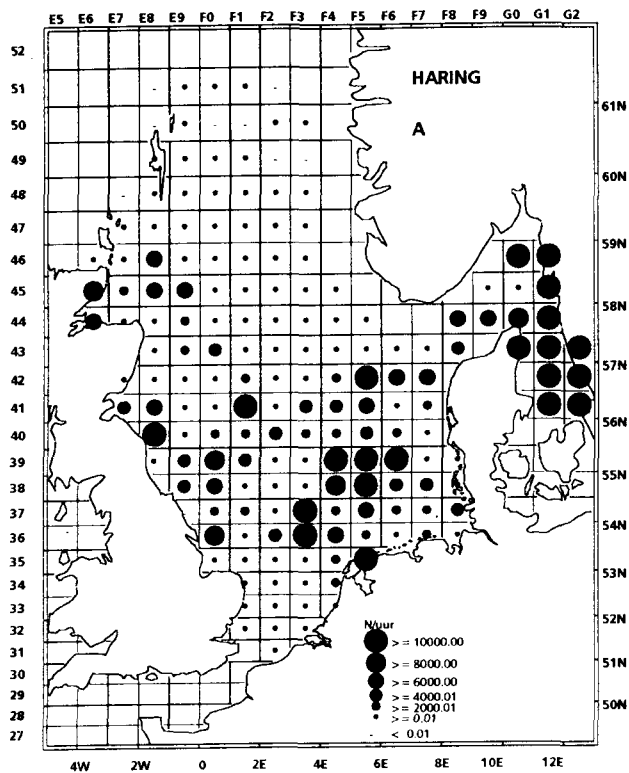 E5 E6 E7 E8 E9 F0 F1 F2 F3 F4 F5 F6 F7 F8 F9 G0 G1 G2
52
51
50
49
48
47
46
45
44
43
42
41
40
39
38
37
36
35
34
33
32
31
30
29
28
27
HARING
A
61N
60N
59N
58N
57N
56N
55N
54N
53N
52N
51N
50N
N/uur
>= 10000.00
>= 8000.00
>= 6000.00
>= 4000.01
>= 2000.01
>= 0.01
< 0.01
4W 2W 0 2E 4E 6E 8E 10E 12E